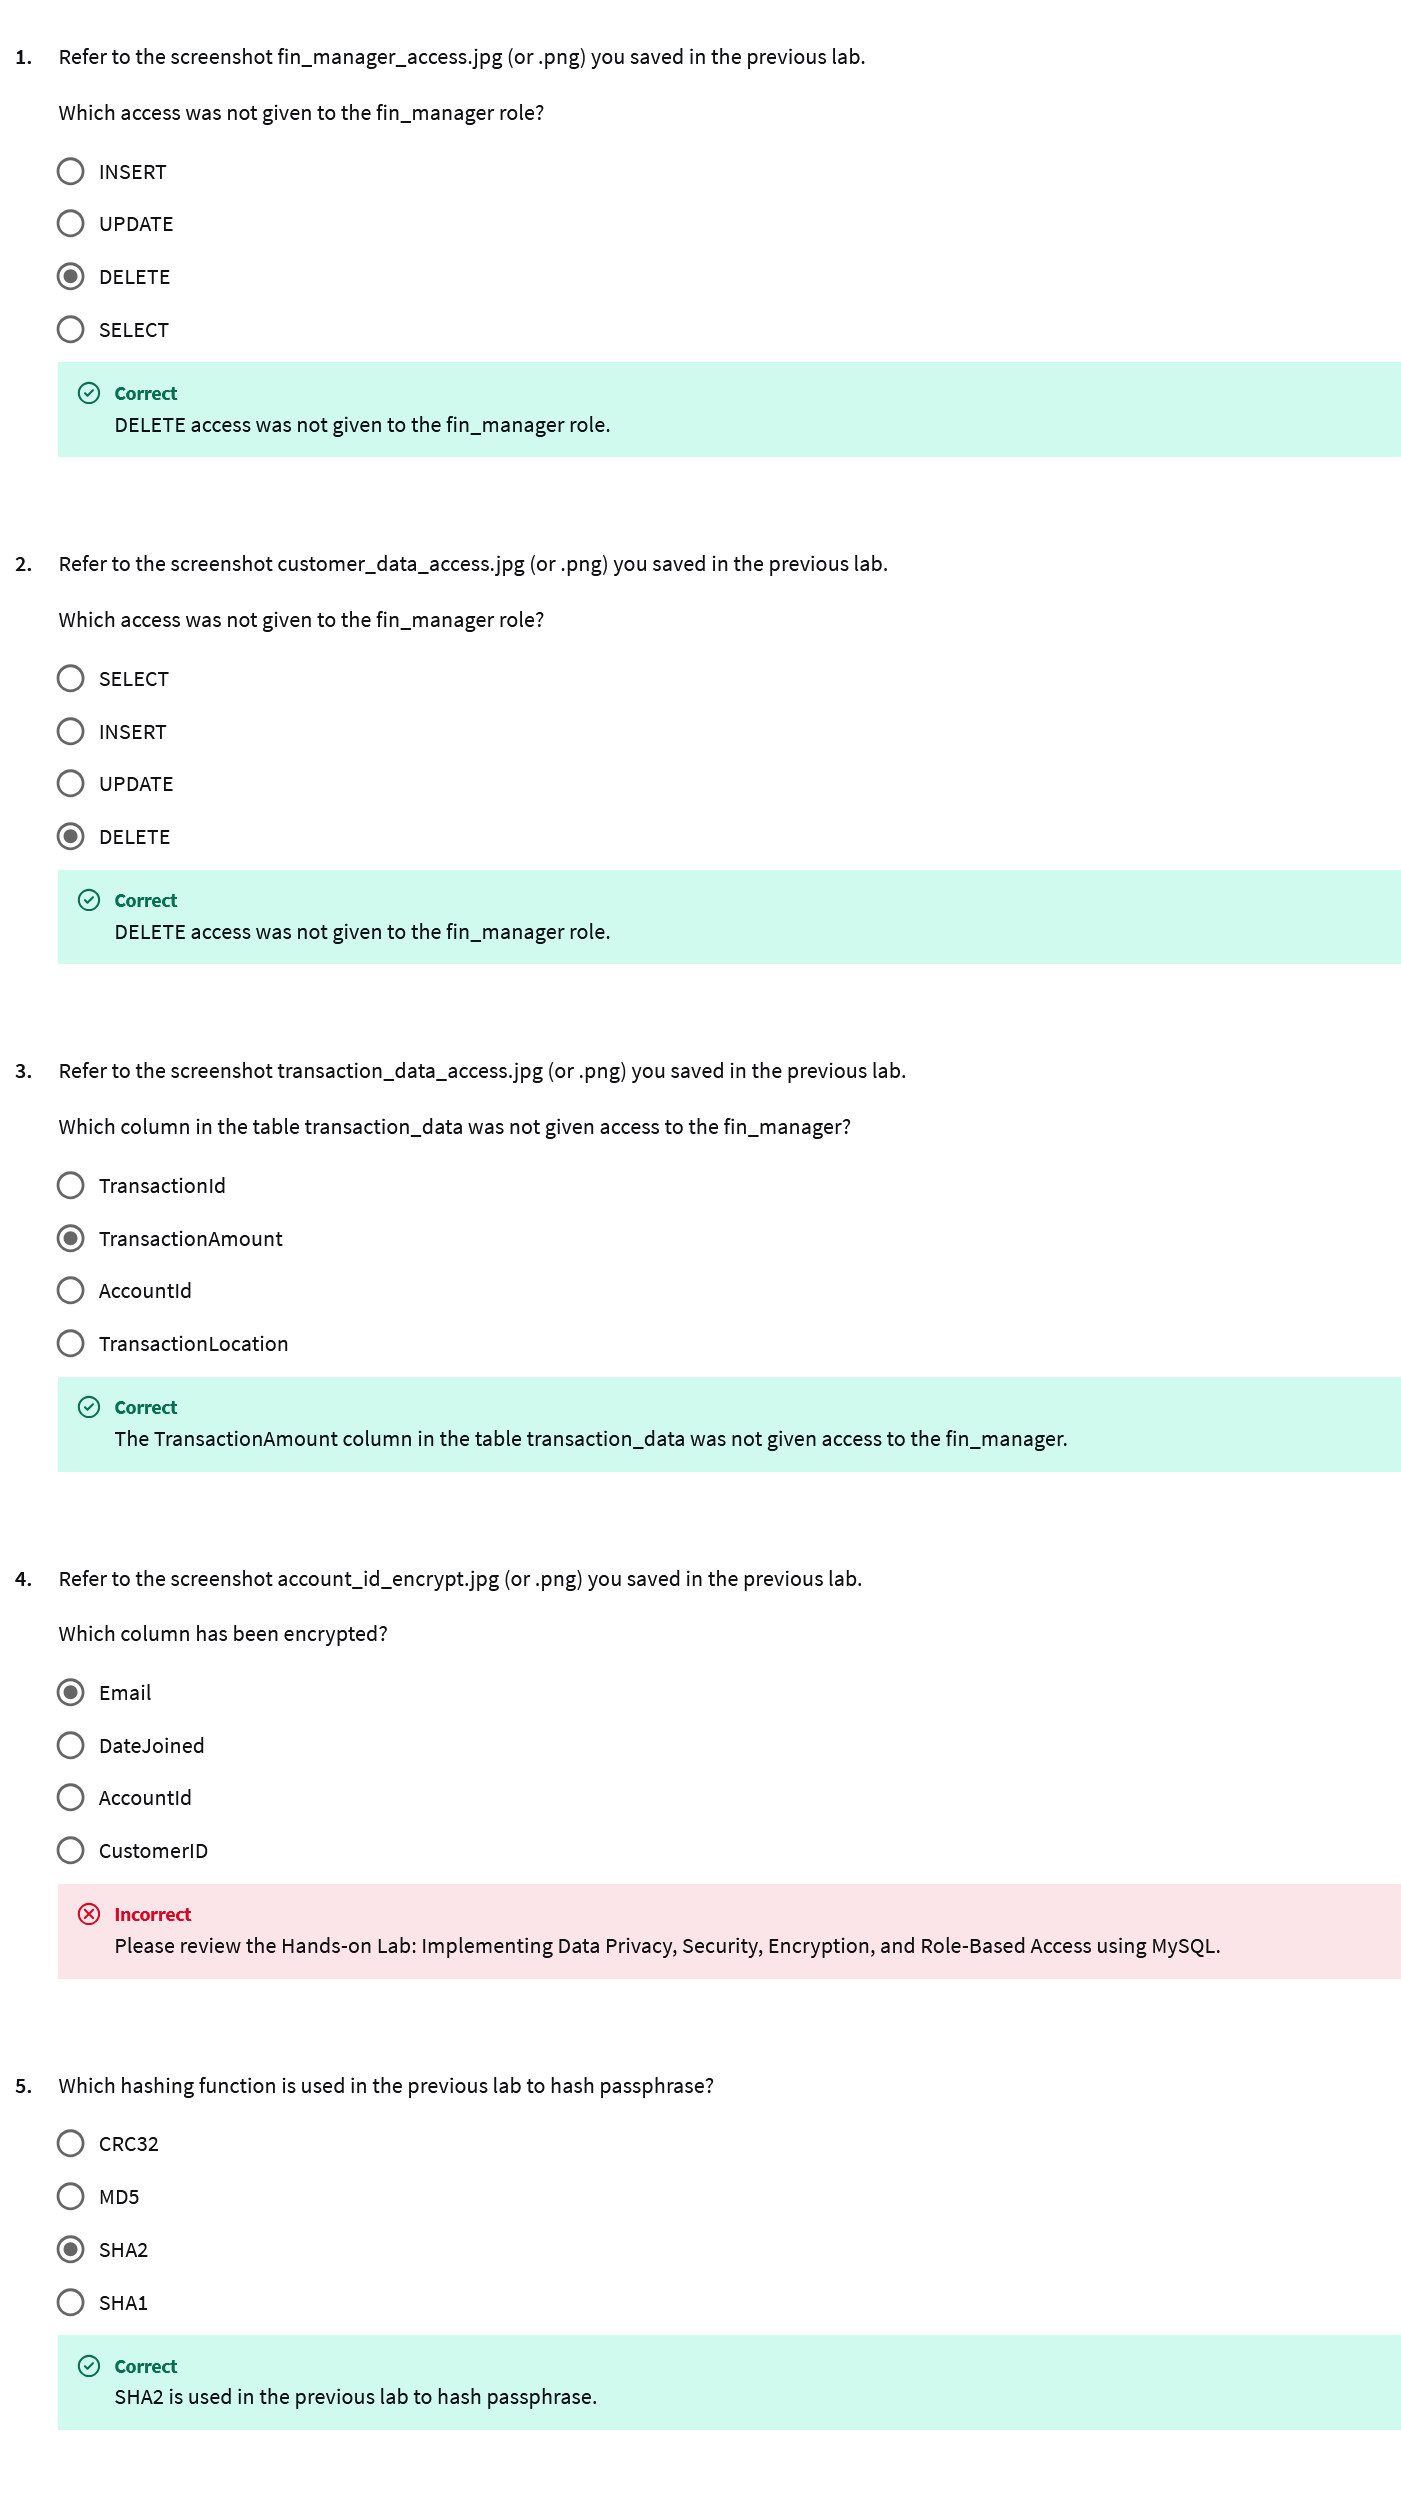 1. Refer to the screenshot fin_manager_access.jpg (or .png) you saved in the previous lab.
Which access was not given to the fin_manager role?
INSERT
UPDATE
DELETE
SELECT
Correct
DELETE access was not given to the fin_manager role.
2. Refer to the screenshot customer_data_access.jpg (or .png) you saved in the previous lab.
Which access was not given to the fin_manager role?
SELECT
INSERT
UPDATE
DELETE
Correct
DELETE access was not given to the fin_manager role.
3. Refer to the screenshot transaction_data_access.jpg (or .png) you saved in the previous lab.
Which column in the table transaction_data was not given access to the fin_manager?
TransactionId
TransactionAmount
AccountId
TransactionLocation
Correct
The TransactionAmount column in the table transaction_data was not given access to the fin_manager.
4. Refer to the screenshot account_id_encrypt.jpg (or .png) you saved in the previous lab.
Which column has been encrypted?
Email
DateJoined
AccountId
CustomerID
Incorrect
Please review the Hands-on Lab: Implementing Data Privacy, Security, Encryption, and Role-Based Access using MySQL.
5. Which hashing function is used in the previous lab to hash passphrase?
CRC32
MD5
SHA2
SHA1
Correct
SHA2 is used in the previous lab to hash passphrase.